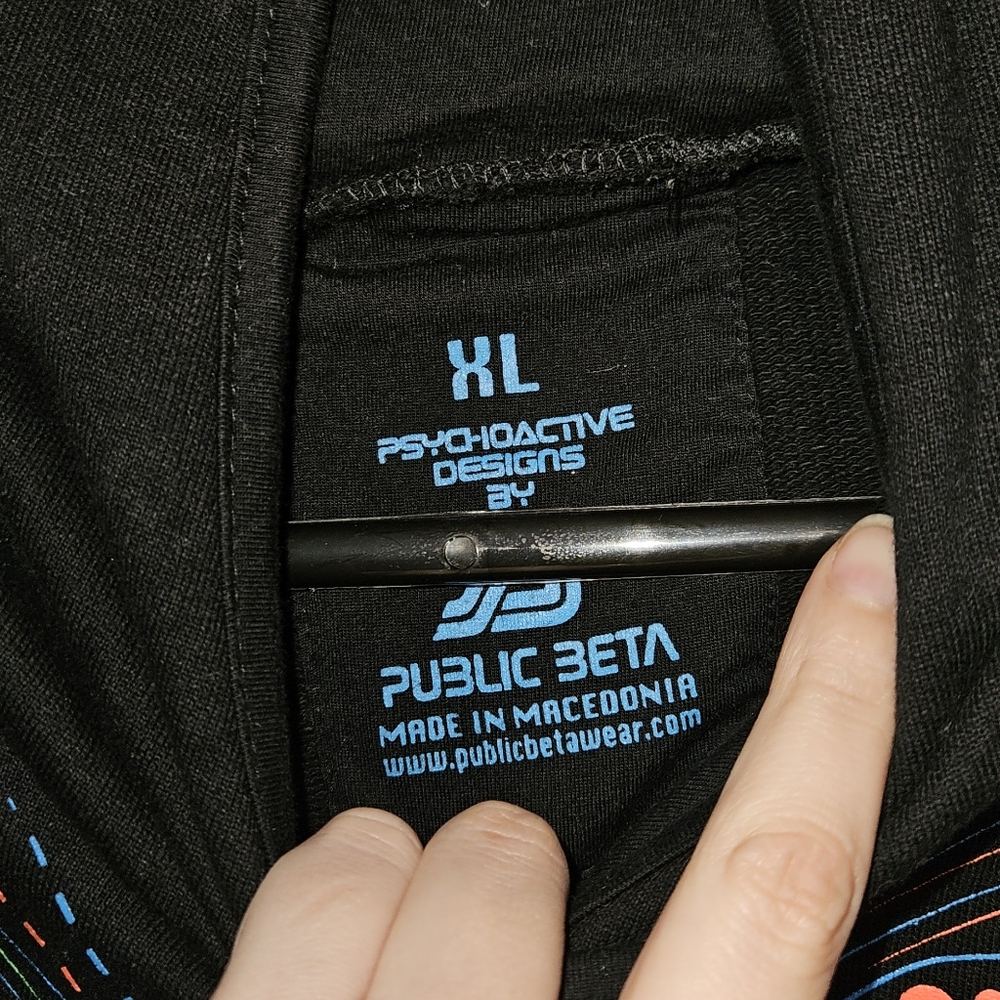 XL
PSYCHOACTIVE
DESIGNS
BY
PUBLIC BETA
MADE IN MACEDONIA
www.publicbetawear.com